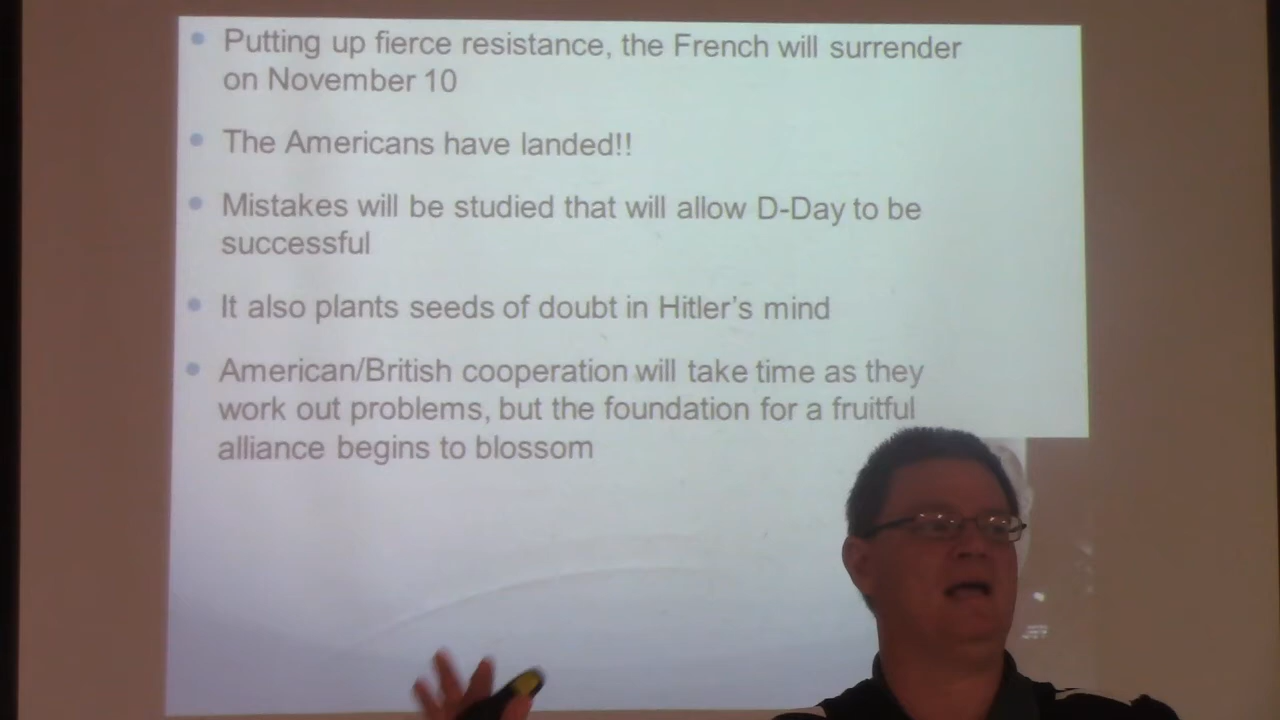 Putting up fierce resistance, the French will surrender
on November 10
The Americans have landed!!
Mistakes will be studied that will allow D-Day to be
successful
It also plants seeds of doubt in Hitler's mind
American/British cooperation will take time as they
work out problems, but the foundation for a fruitful
alliance begins to blossom